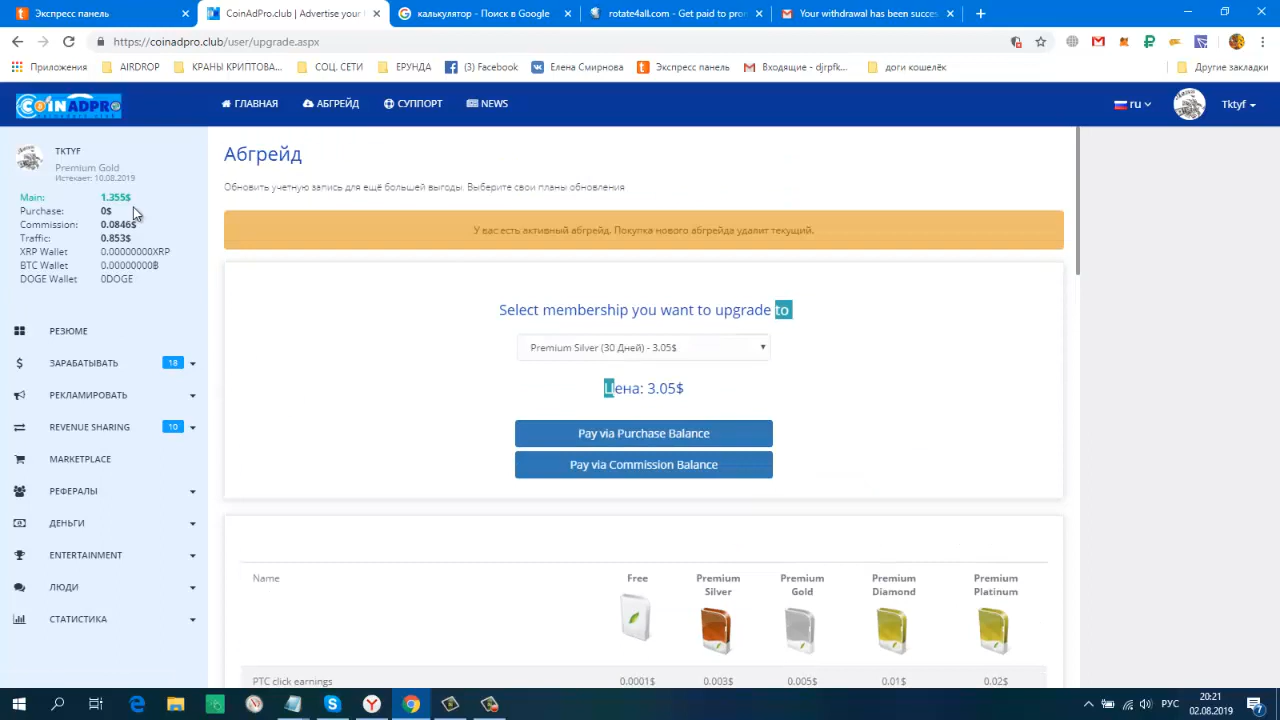 Экспресс панель
CoinAdPro.club | Advertise your
калькулятор - Поиск в Google
rotate4all.com - Get paid to pro
Your withdrawal has been succes
https://coinadpro.club/user/upgrade.aspx
Приложения
AIRDROP
КРАНЫ КРИПТОВА...
СОЦ. СЕТИ
ЕРУНДА
(3) Facebook
Елена Смирнова
Экспресс панель
Входящие - djrpfk...
доги кошелёк
Другие закладки
COINADPRO
ГЛАВНАЯ
АБГРЕЙД
СУППОРТ
NEWS
ru
Tktyf
TKTYF
Premium Gold
Истекает: 10.08.2019
Main: 1.355$
Purchase: 0$
Commission: 0.0846$
Traffic: 0.853$
XRP Wallet 0.00000000XRP
BTC Wallet 0.00000000฿
DOGE Wallet 0DOGE
РЕЗЮМЕ
ЗАРАБАТЫВАТЬ 18
РЕКЛАМИРОВАТЬ
REVENUE SHARING 10
MARKETPLACE
РЕФЕРАЛЫ
ДЕНЬГИ
ENTERTAINMENT
ЛЮДИ
СТАТИСТИКА
Абгрейд
Обновить учетную запись для ещё большей выгоды. Выберите свои планы обновления
У вас есть активный абгрейд. Покупка нового абгрейда удалит текущий.
Select membership you want to upgrade to
Premium Silver (30 Дней) - 3.05$
Цена: 3.05$
Pay via Purchase Balance
Pay via Commission Balance
Name
Free
Premium Silver
Premium Gold
Premium Diamond
Premium Platinum
PTC click earnings 0.0001$ 0.003$ 0.005$ 0.01$ 0.02$
РУС
20:21
02.08.2019
7